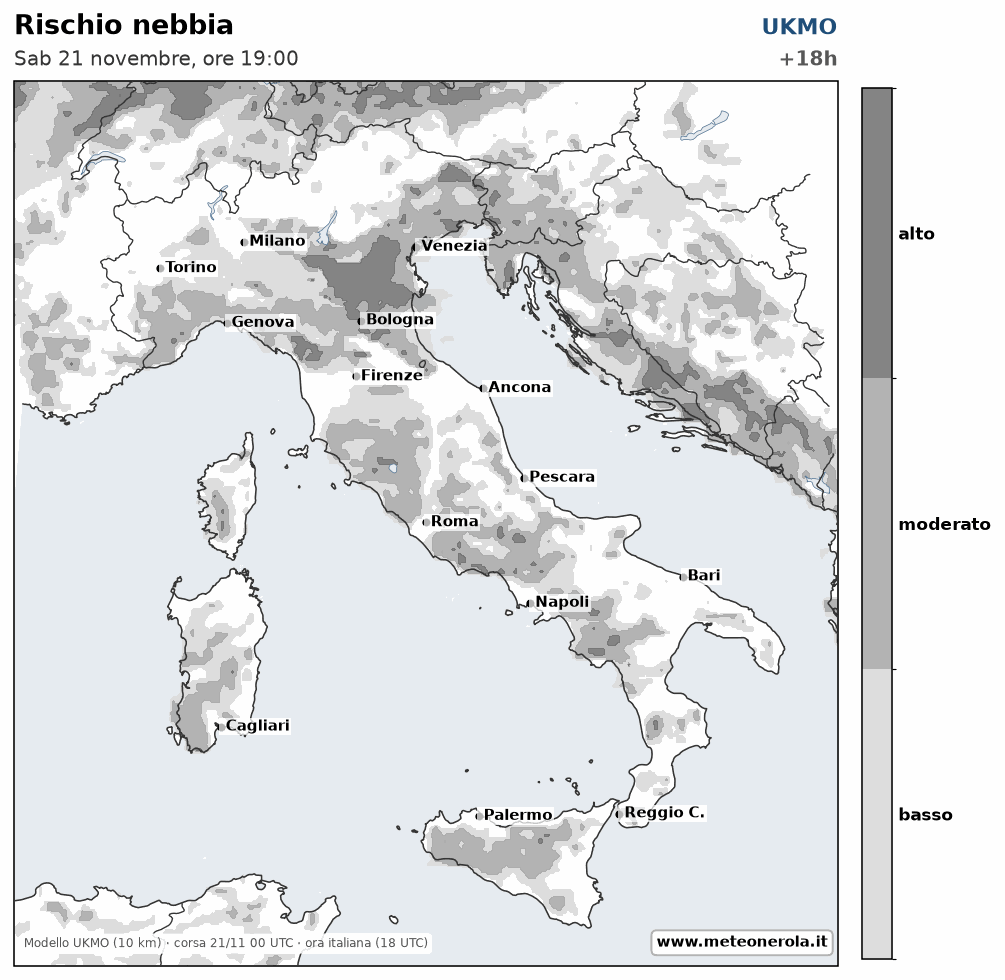 Rischio nebbia
UKMO
Sab 21 novembre, ore 19:00
+18h
alto
moderato
basso
Milano
Venezia
Torino
Genova
Bologna
Firenze
Ancona
Pescara
Roma
Bari
Napoli
Cagliari
Palermo
Reggio C.
Modello UKMO (10 km) · corsa 21/11 00 UTC · ora italiana (18 UTC)
www.meteonerola.it